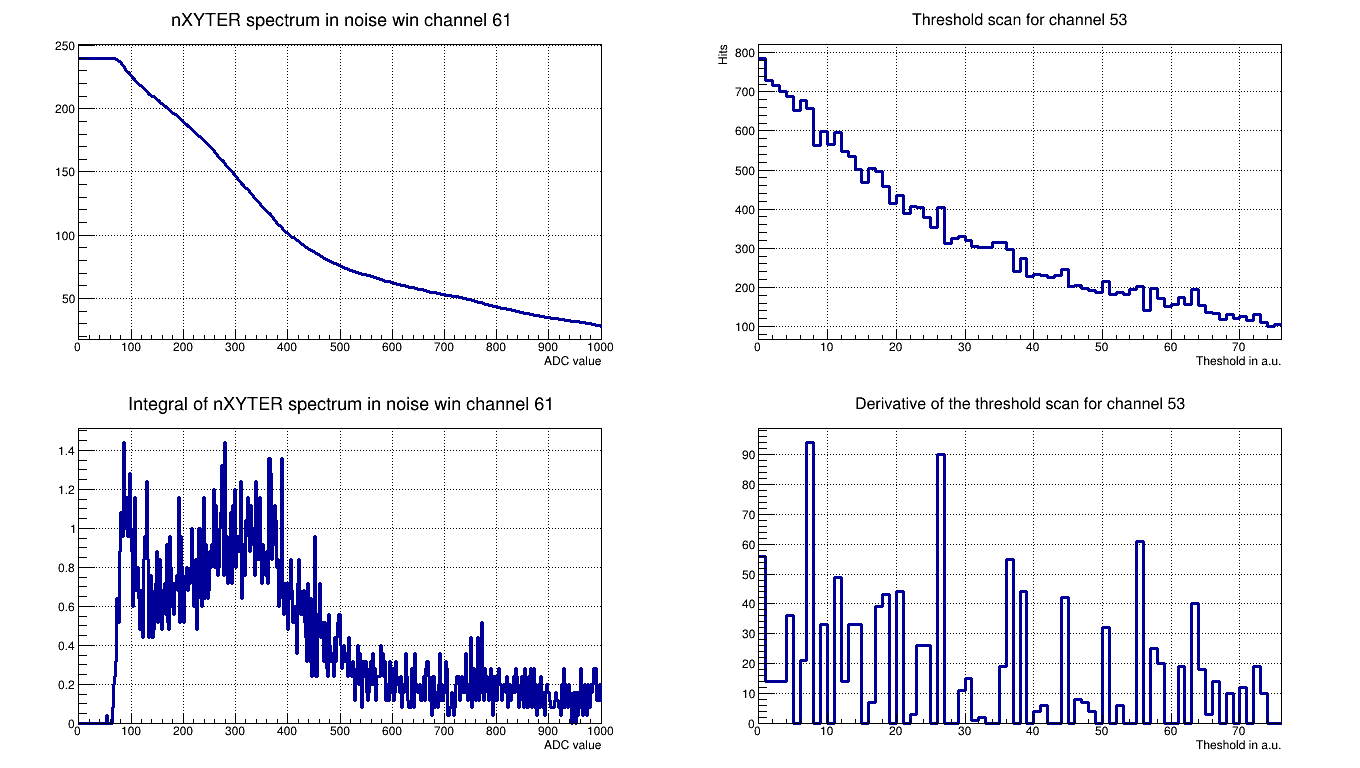 nXYTER spectrum in noise win channel 61
250
200
150
100
50
0 100 200 300 400 500 600 700 800 900 1000
ADC value
Threshold scan for channel 53
Hits
800
700
600
500
400
300
200
100
0 10 20 30 40 50 60 70
Theshold in a.u.
Integral of nXYTER spectrum in noise win channel 61
1.4
1.2
1
0.8
0.6
0.4
0.2
0
0 100 200 300 400 500 600 700 800 900 1000
ADC value
Derivative of the threshold scan for channel 53
90
80
70
60
50
40
30
20
10
0
0 10 20 30 40 50 60 70
Theshold in a.u.